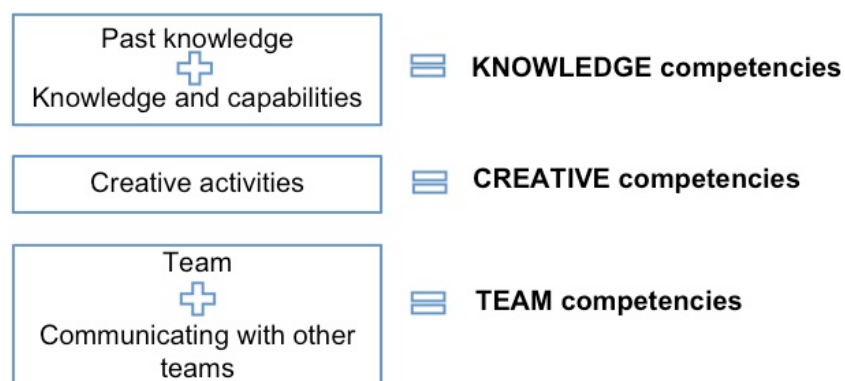 Past knowledge
Knowledge and capabilities
KNOWLEDGE competencies
Creative activities
CREATIVE competencies
Team
Communicating with other
teams
TEAM competencies